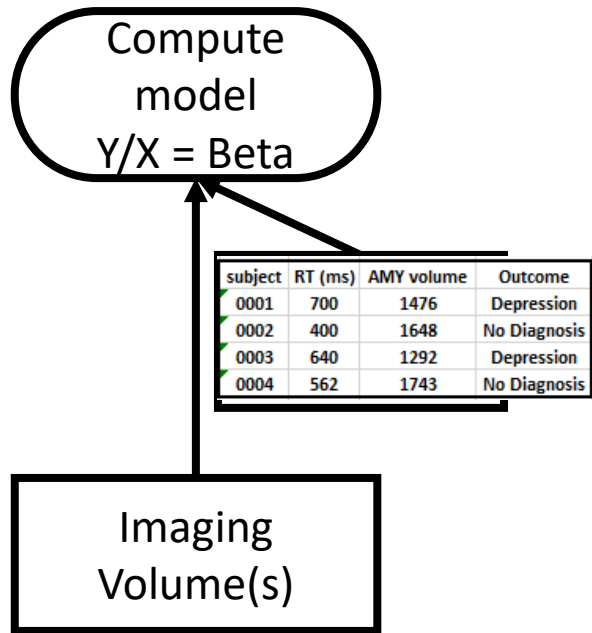 Compute
model
Y/X = Beta
subject RT (ms) AMY volume Outcome
0001 700 1476 Depression
0002 400 1648 No Diagnosis
0003 640 1292 Depression
0004 562 1743 No Diagnosis
Imaging
Volume(s)